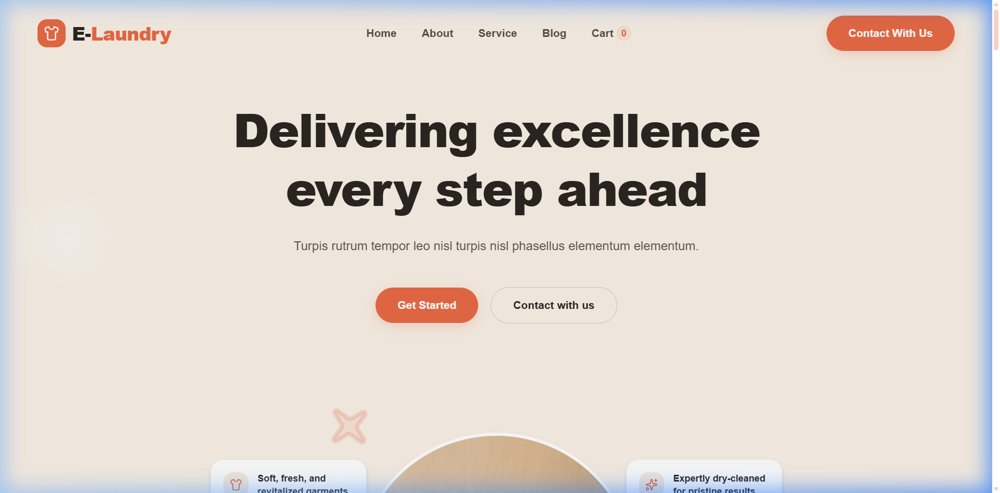 E-Laundry
Home
About
Service
Blog
Cart 0
Contact With Us
Delivering excellence
every step ahead
Turpis rutrum tempor leo nisl turpis nisl phasellus elementum elementum.
Get Started
Contact with us
Soft, fresh, and
revitalized garments
Expertly dry-cleaned
for pristine results